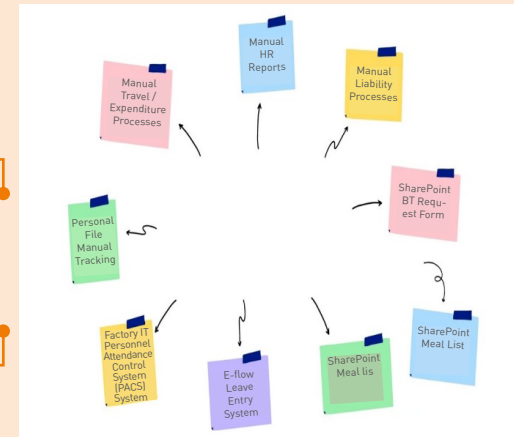 Manual
HR
Reports
Manual
Travel /
Expenditure
Processes
Manual
Liability
Processes
SharePoint
BT Requ-
est Form
Personal
File
Manual
Tracking
SharePoint
Meal List
Factory IT
Personnel
Attendance
Control
System
(PACS)
System
E-flow
Leave
Entry
System
SharePoint
Meal lis